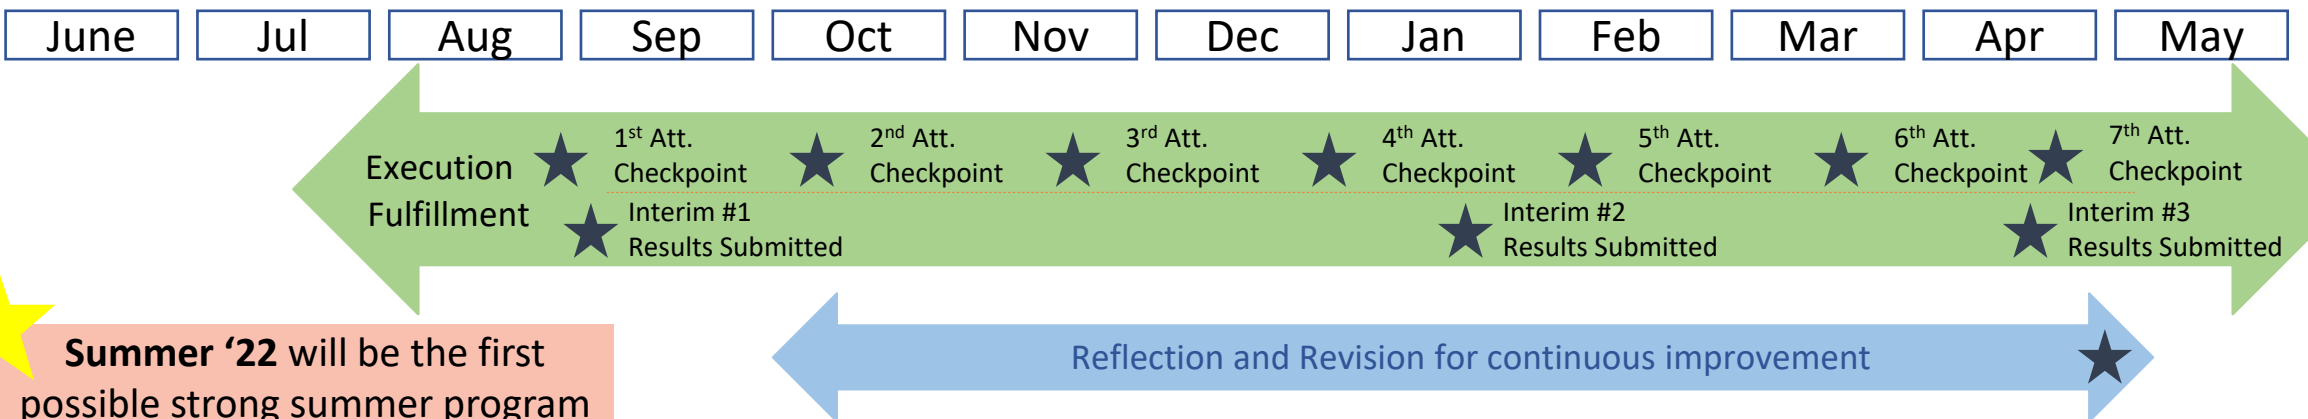 June Jul Aug Sep Oct Nov Dec Jan Feb Mar Apr May
Execution
Fulfillment
1st Att.
Checkpoint
2nd Att.
Checkpoint
3rd Att.
Checkpoint
4th Att.
Checkpoint
5th Att.
Checkpoint
6th Att.
Checkpoint
7th Att.
Checkpoint
Interim #1
Results Submitted
Interim #2
Results Submitted
Interim #3
Results Submitted
Reflection and Revision for continuous improvement
Summer ‘22 will be the first
possible strong summer program